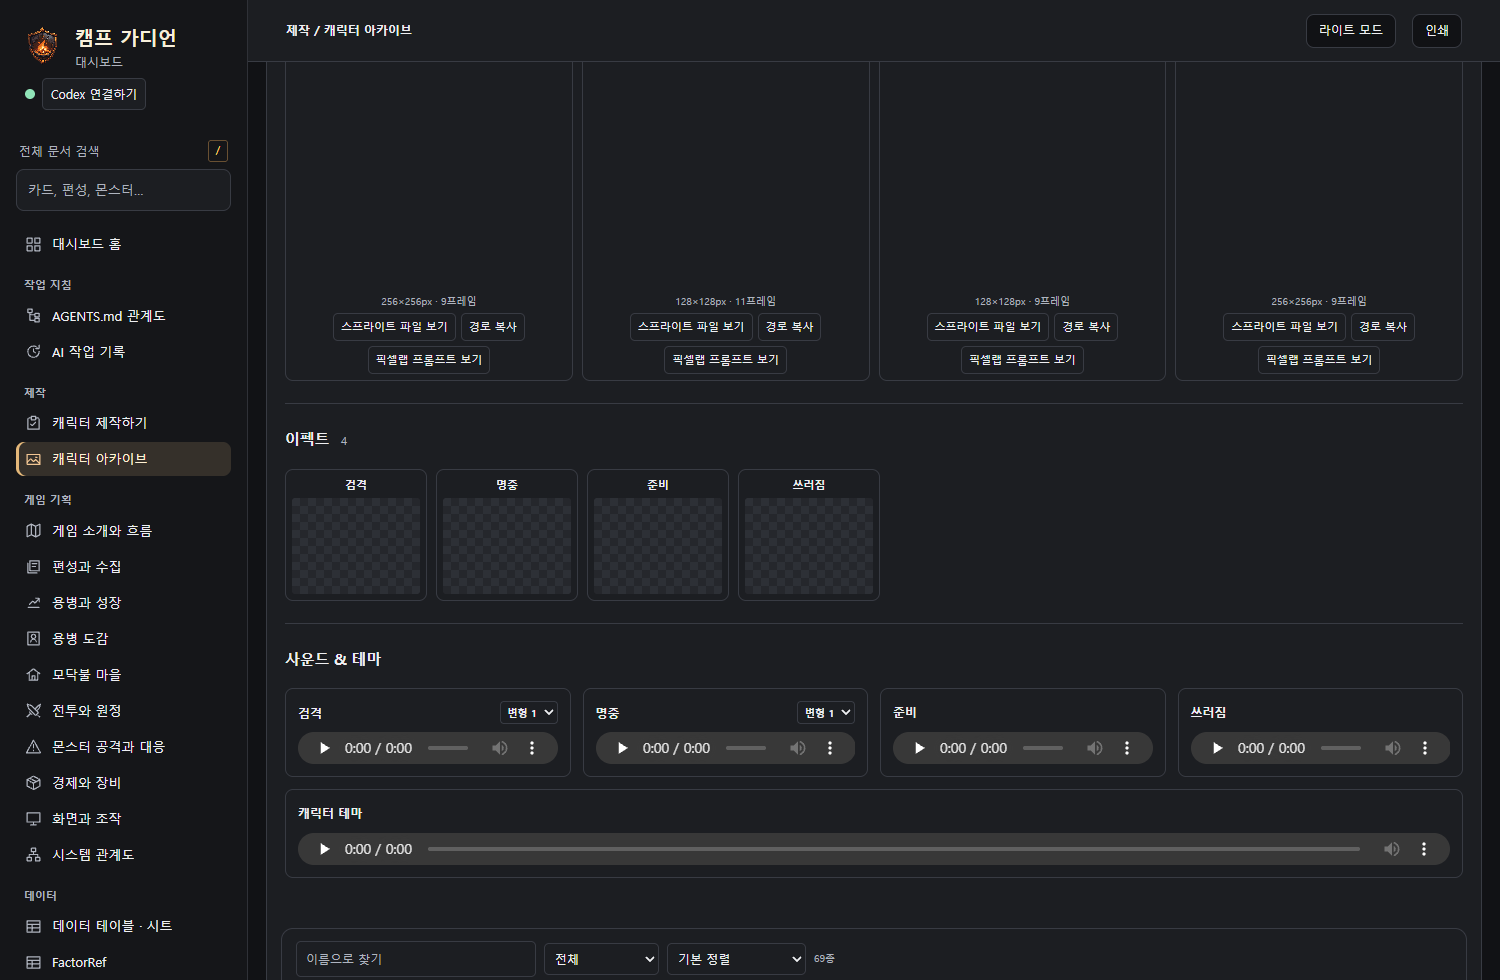 캠프 가디언
대시보드
Codex 연결하기
전체 문서 검색 /
카드, 편성, 몬스터...
대시보드 홈
작업 지침
AGENTS.md 관계도
AI 작업 기록
제작
캐릭터 제작하기
캐릭터 아카이브
게임 기획
게임 소개와 흐름
편성과 수집
용병과 성장
용병 도감
모닥불 마을
전투와 원정
몬스터 공격과 대응
경제와 장비
화면과 조작
시스템 관계도
데이터
데이터 테이블 · 시트
FactorRef
제작 / 캐릭터 아카이브
라이트 모드 인쇄
256×256px · 9프레임
스프라이트 파일 보기 경로 복사
픽셀랩 프롬프트 보기
128×128px · 11프레임
스프라이트 파일 보기 경로 복사
픽셀랩 프롬프트 보기
128×128px · 9프레임
스프라이트 파일 보기 경로 복사
픽셀랩 프롬프트 보기
256×256px · 9프레임
스프라이트 파일 보기 경로 복사
픽셀랩 프롬프트 보기
이펙트 4
검격 명중 준비 쓰러짐
사운드 & 테마
검격 변형 1
0:00 / 0:00
명중 변형 1
0:00 / 0:00
준비
0:00 / 0:00
쓰러짐
0:00 / 0:00
캐릭터 테마
0:00 / 0:00
이름으로 찾기 전체 기본 정렬 69종